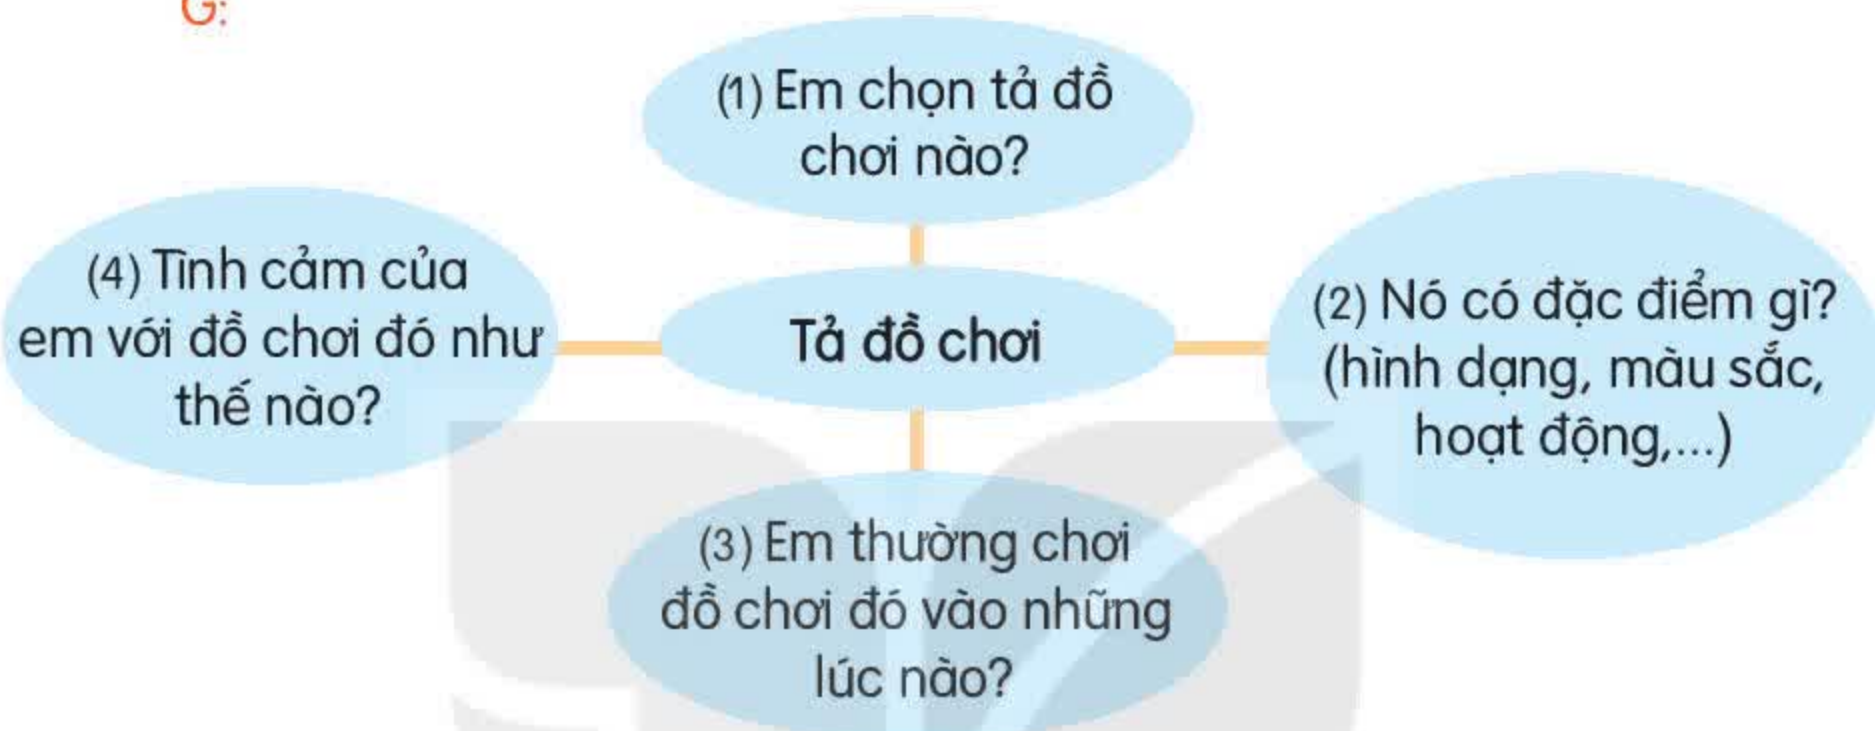 G:
(1) Em chọn tả đồ
chơi nào?
(4) Tình cảm của
em với đồ chơi đó như
thế nào?
Tả đồ chơi
(2) Nó có đặc điểm gì?
(hình dạng, màu sắc,
hoạt động,...)
(3) Em thường chơi
đồ chơi đó vào những
lúc nào?